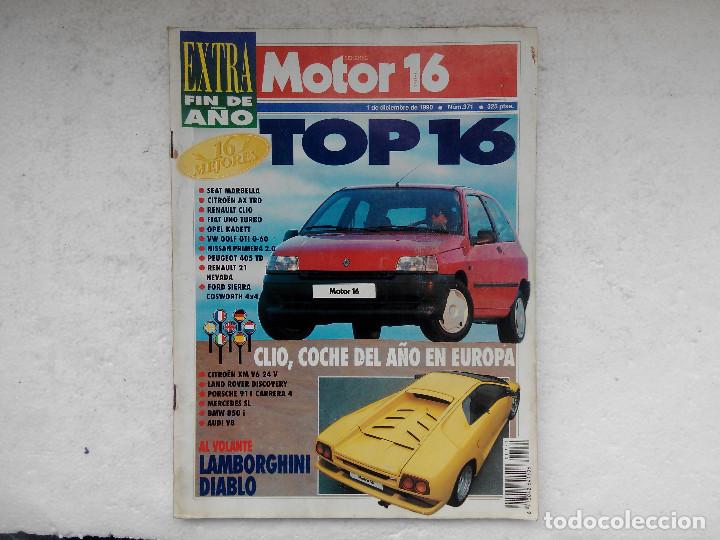 EXTRA
FIN DE
AÑO
Motor 16
1 de diciembre de 1990 ● Núm. 371 ● 325 ptas.
TOP 16
16
MEJORES
SEAT MARBELLA
CITROËN AX TRD
RENAULT CLIO
FIAT UNO TURBO
OPEL KADETT
VW GOLF GTI G-60
NISSAN PRIMERA 2.0
PEUGEOT 405 TD
RENAULT 21
NEVADA
FORD SIERRA
COSWORTH 4x4
Motor 16
CLIO, COCHE DEL AÑO EN EUROPA
CITROËN XM V6 24 V
LAND ROVER DISCOVERY
PORSCHE 911 CARRERA 4
MERCEDES SL
BMW 850 i
AUDI V8
AL VOLANTE
LAMBORGHINI
DIABLO
Motor 16
todocoleccion.net